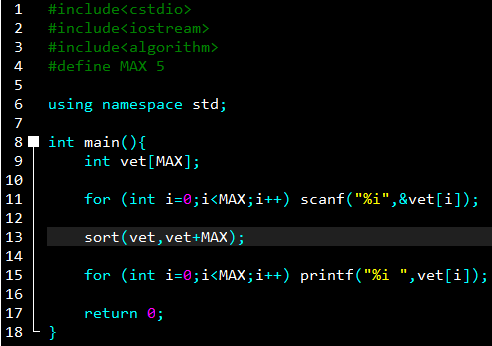 1 #include<cstdio>
2 #include<iostream>
3 #include<algorithm>
4 #define MAX 5
5
6 using namespace std;
7
8 int main(){
9     int vet[MAX];
10
11     for (int i=0;i<MAX;i++) scanf("%i",&vet[i]);
12
13     sort(vet,vet+MAX);
14
15     for (int i=0;i<MAX;i++) printf("%i ",vet[i]);
16
17     return 0;
18 }